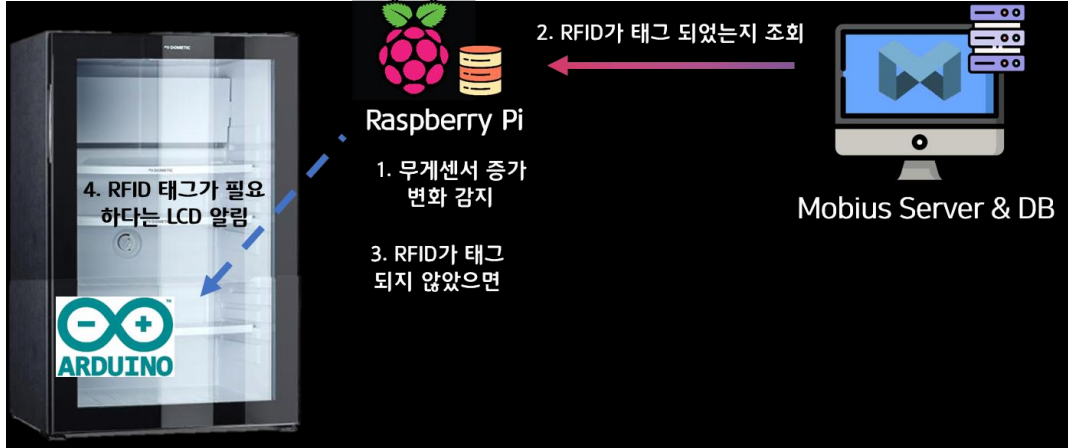 DOMETIC
2. RFID가 태그 되었는지 조회
Raspberry Pi
1. 무게센서 증가
변화 감지
4. RFID 태그가 필요
하다는 LCD 알림
3. RFID가 태그
되지 않았으면
Mobius Server & DB
ARDUINO